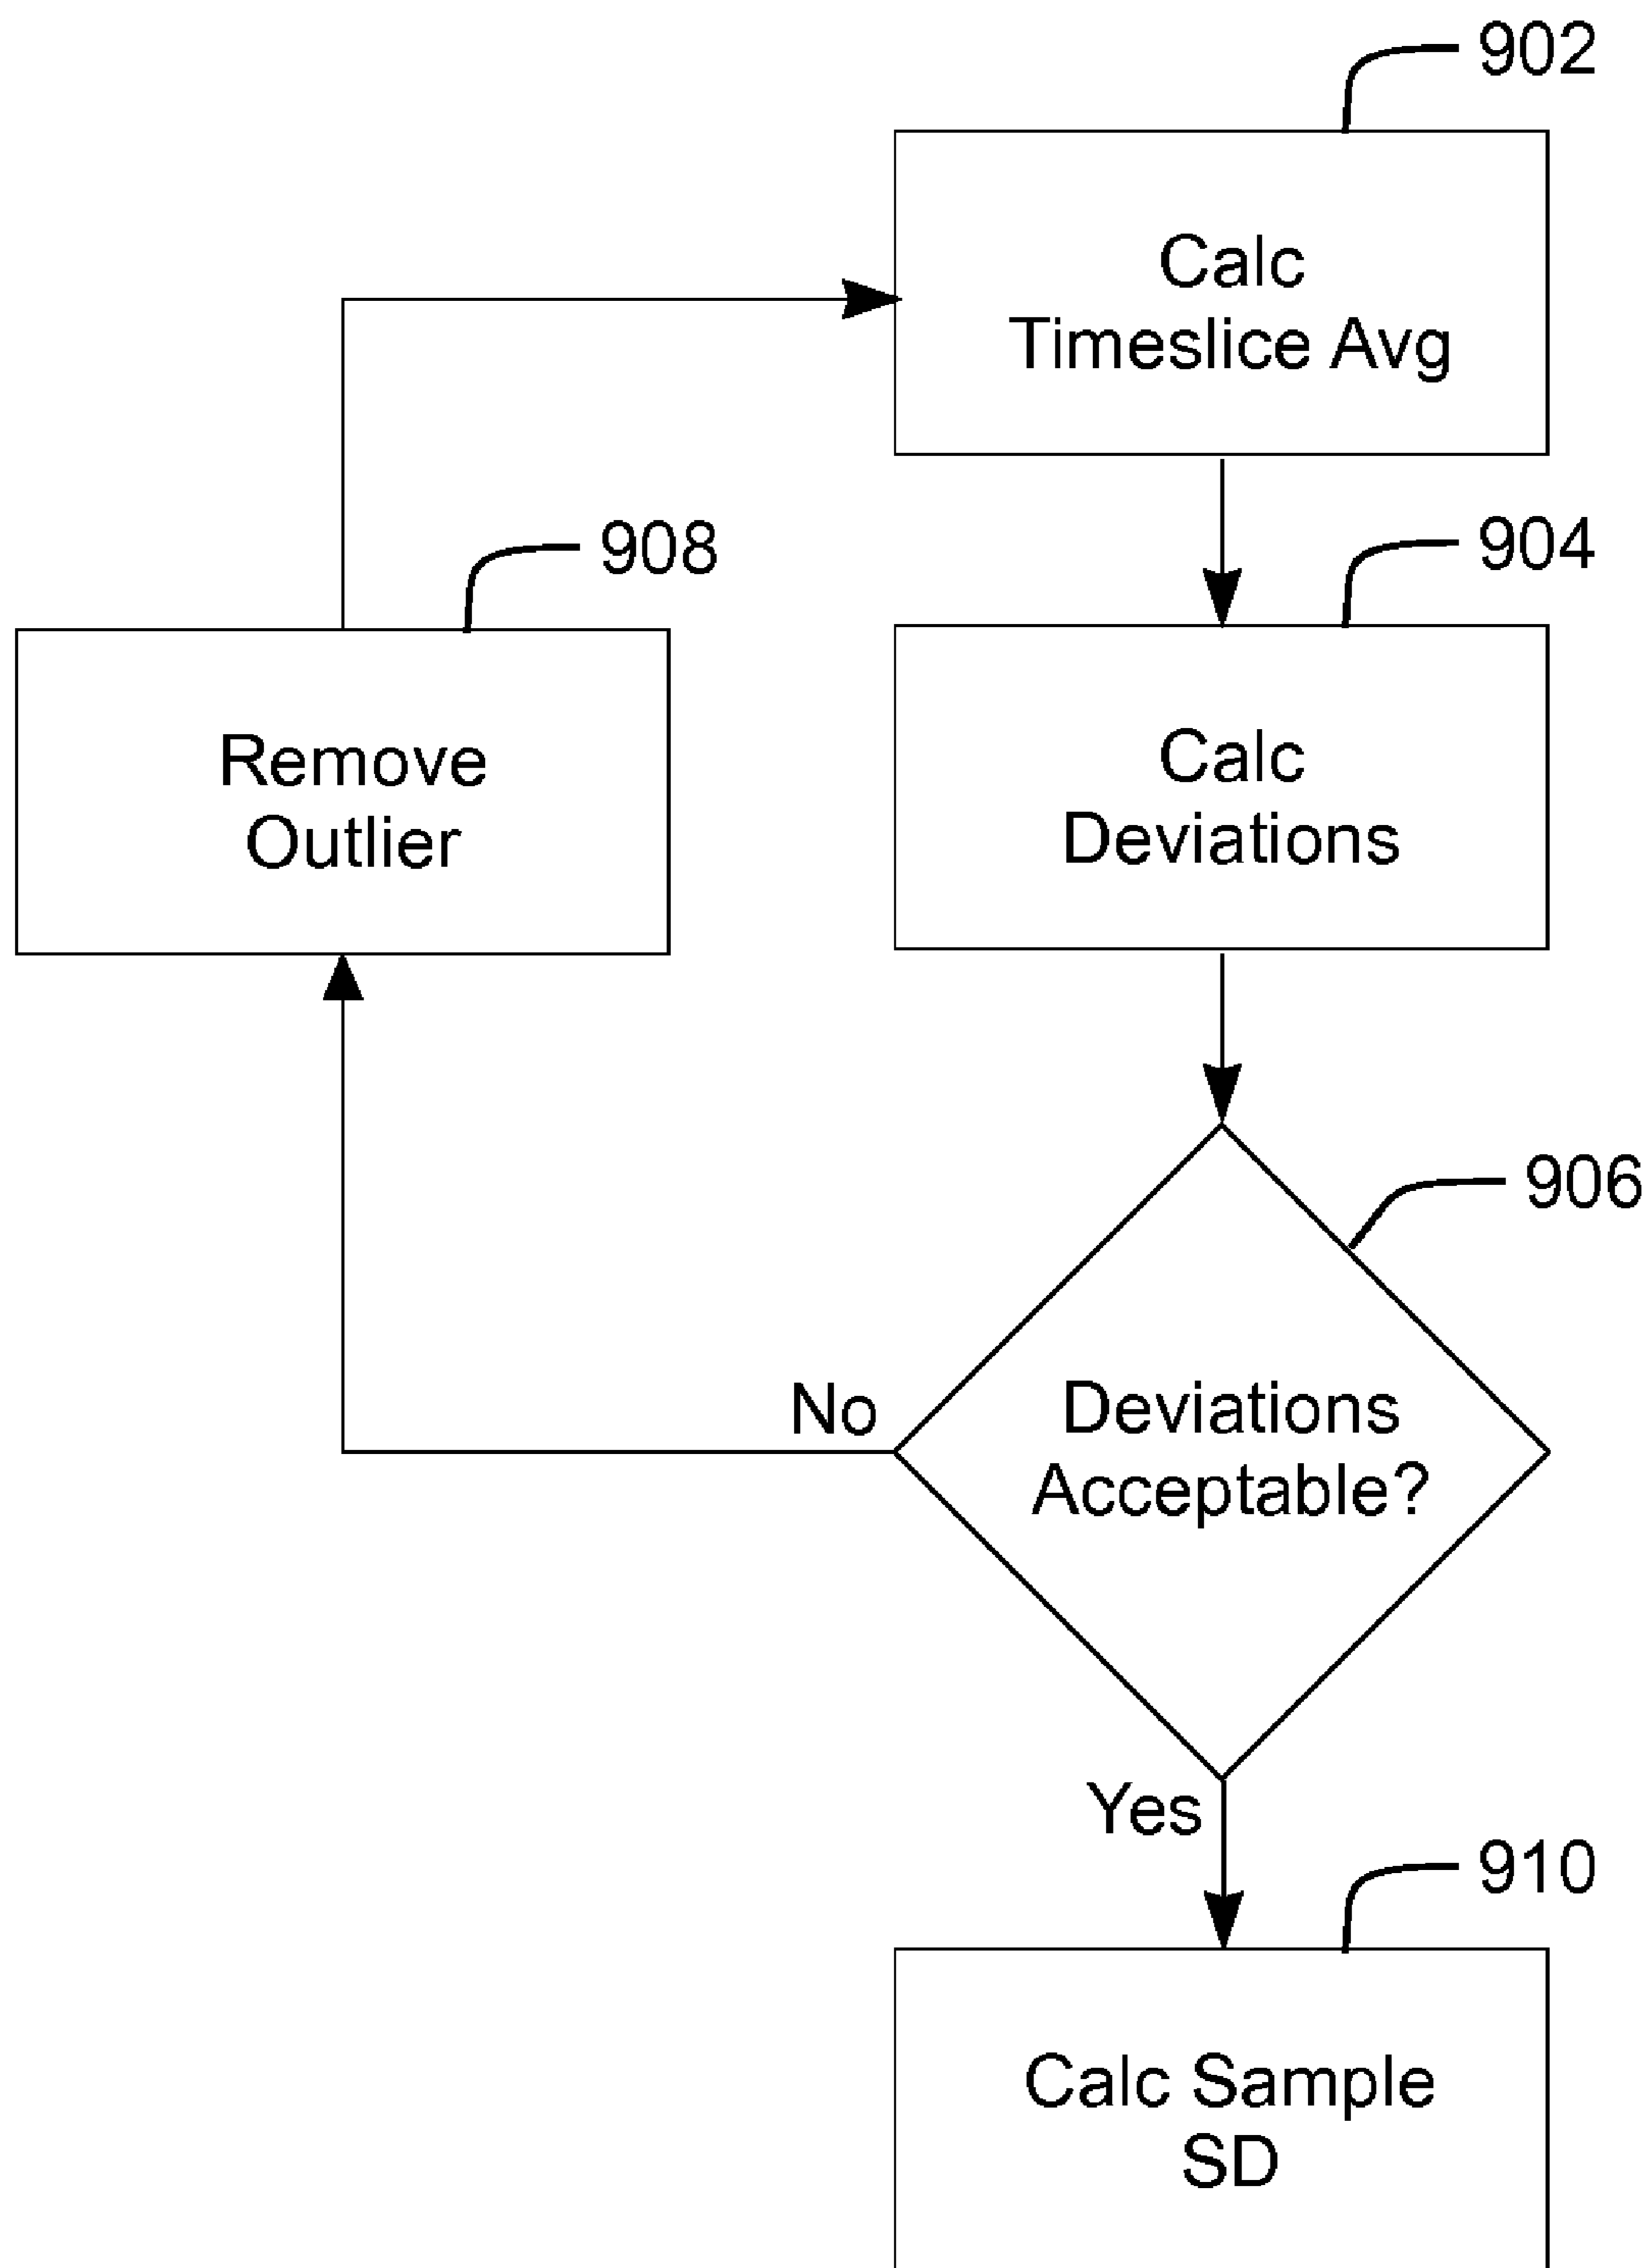 902
Calc
Timeslice Avg
908
904
Remove
Outlier
Calc
Deviations
906
No
Deviations
Acceptable?
Yes
910
Calc Sample
SD